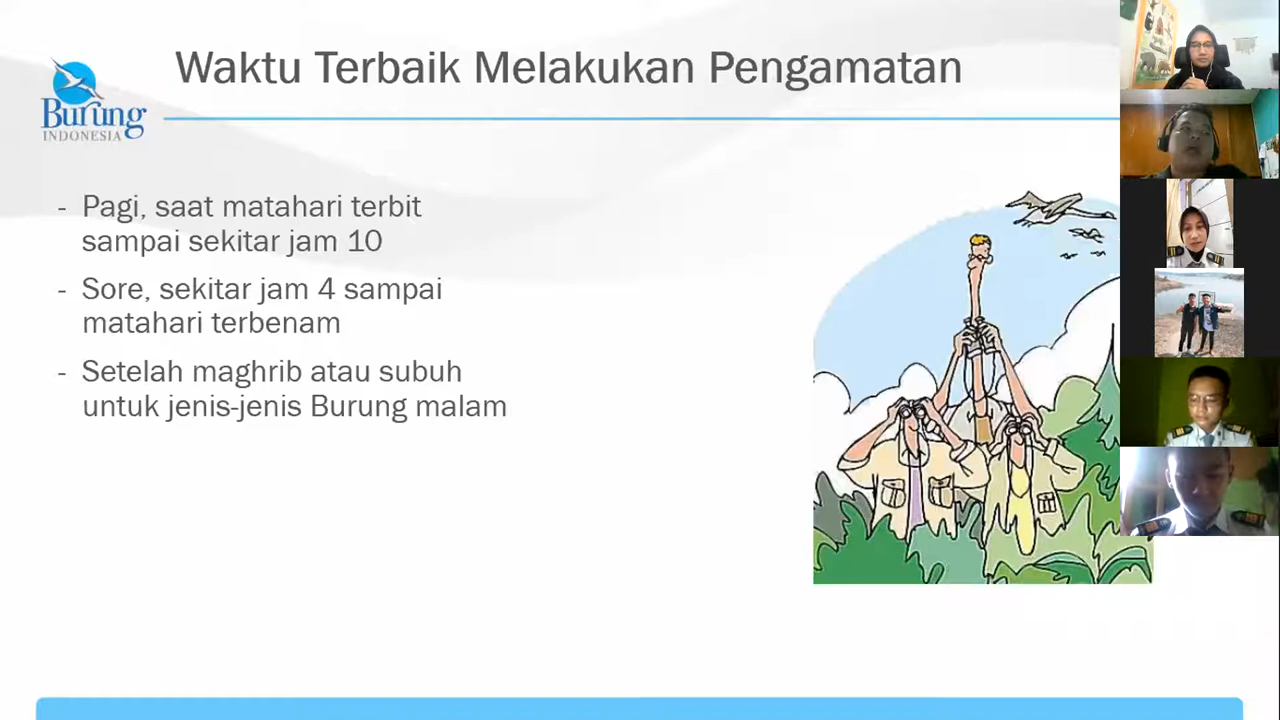 Waktu Terbaik Melakukan Pengamatan
Burung
INDONESIA
- Pagi, saat matahari terbit
sampai sekitar jam 10
- Sore, sekitar jam 4 sampai
matahari terbenam
- Setelah maghrib atau subuh
untuk jenis-jenis Burung malam